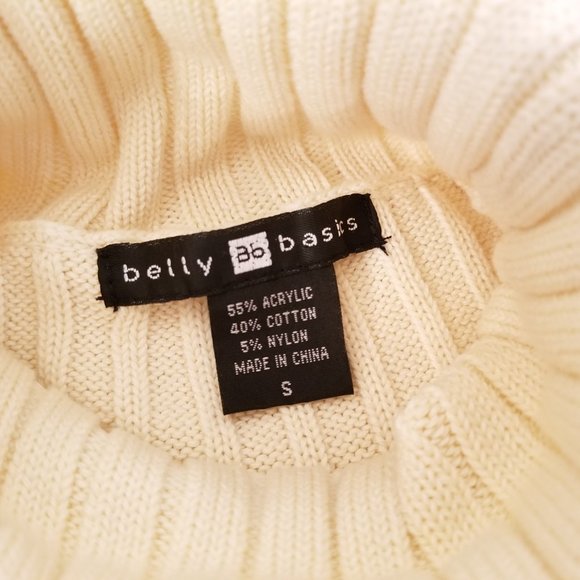 belly Bb basics
55% ACRYLIC
40% COTTON
5% NYLON
MADE IN CHINA
S